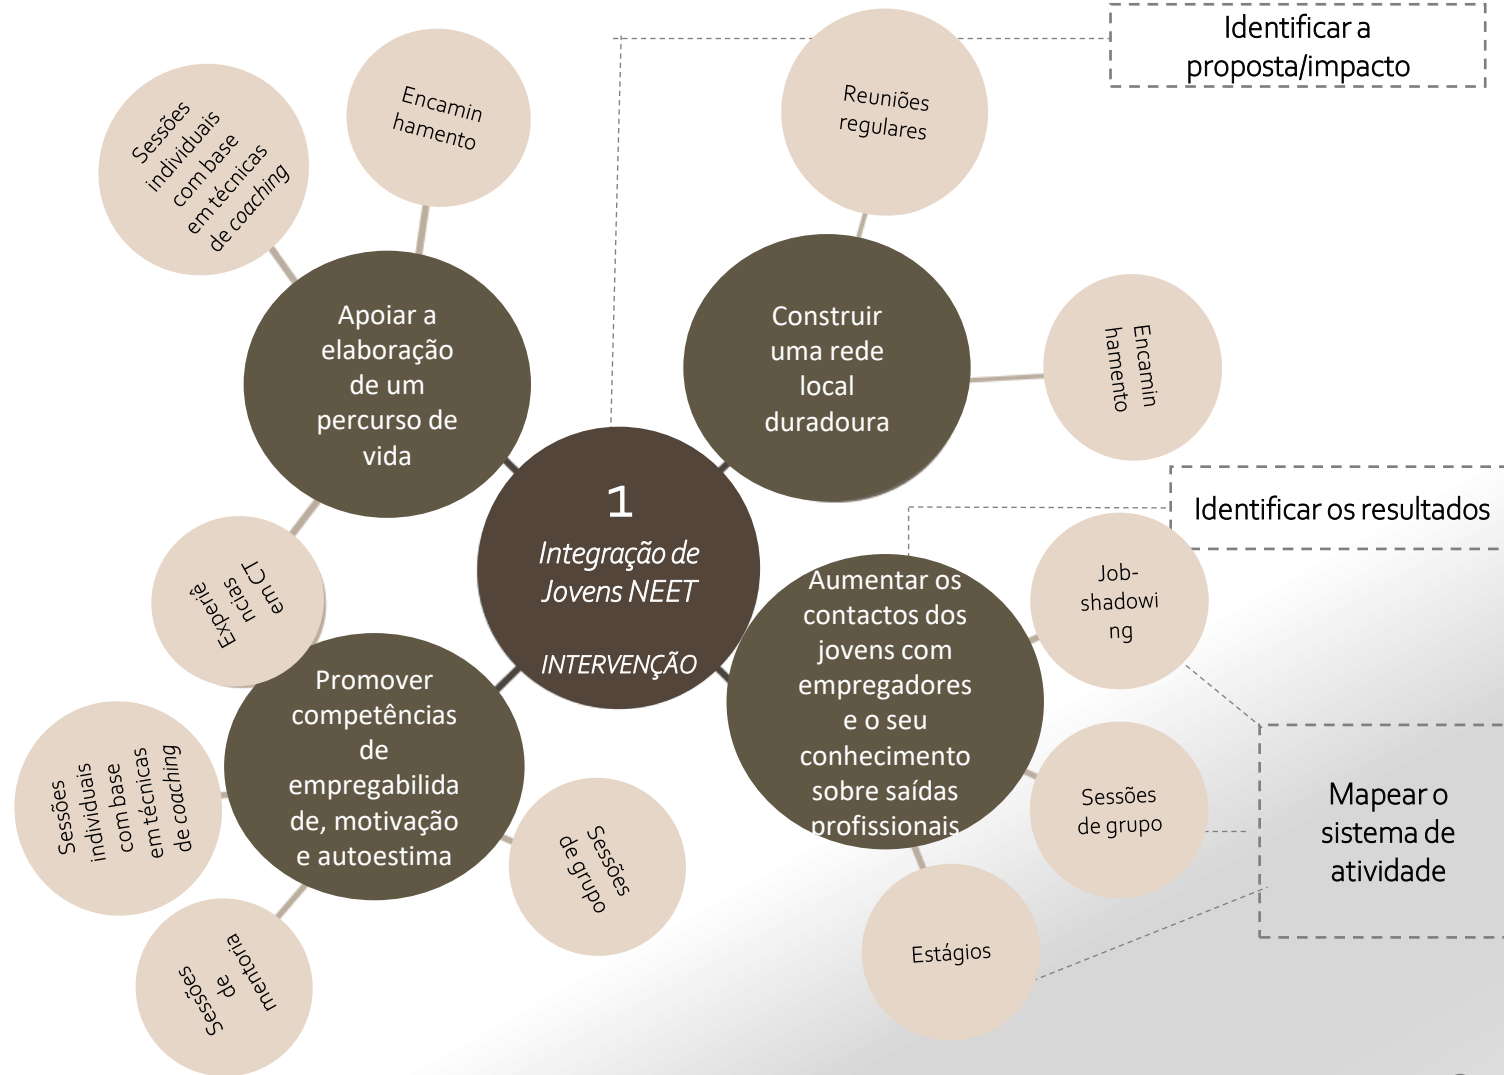 Identificar a
proposta/impacto
Encamin
hamento
Reuniões
regulares
Sessões
individuais
com base
em técnicas
de coaching
Apoiar a
elaboração
de um
percurso de
vida
Construir
uma rede
local
duradoura
Encamin
hamento
1
Integração de
Jovens NEET
INTERVENÇÃO
Identificar os resultados
Experiê
ncias
em CT
Aumentar os
contactos dos
jovens com
empregadores
e o seu
conhecimento
sobre saídas
profissionais
Job-
shadowi
ng
Promover
competências
de
empregabilida
de, motivação
e autoestima
Sessões
individuais
com base
em técnicas
de coaching
Sessões
de grupo
Sessões
de grupo
Mapear o
sistema de
atividade
Sessões
de
mentoria
Estágios